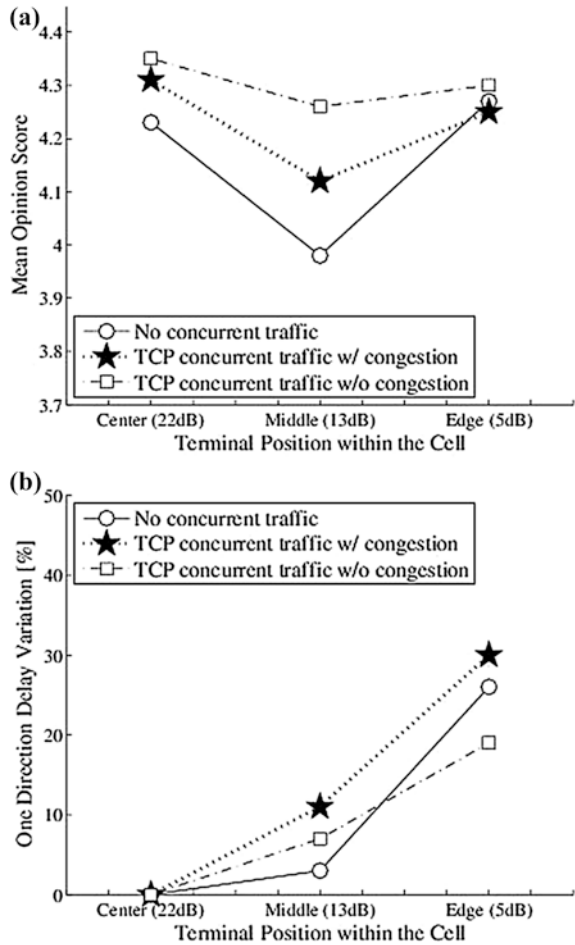 (a)
4.4
4.3
4.2
4.1
4
3.9
3.8
3.7
Mean Opinion Score
No concurrent traffic
TCP concurrent traffic w/ congestion
TCP concurrent traffic w/o congestion
Center (22dB) Middle (13dB) Edge (5dB)
Terminal Position within the Cell
(b)
50
40
30
20
10
0
One Direction Delay Variation [%]
No concurrent traffic
TCP concurrent traffic w/ congestion
TCP concurrent traffic w/o congestion
Center (22dB) Middle (13dB) Edge (5dB)
Terminal Position within the Cell